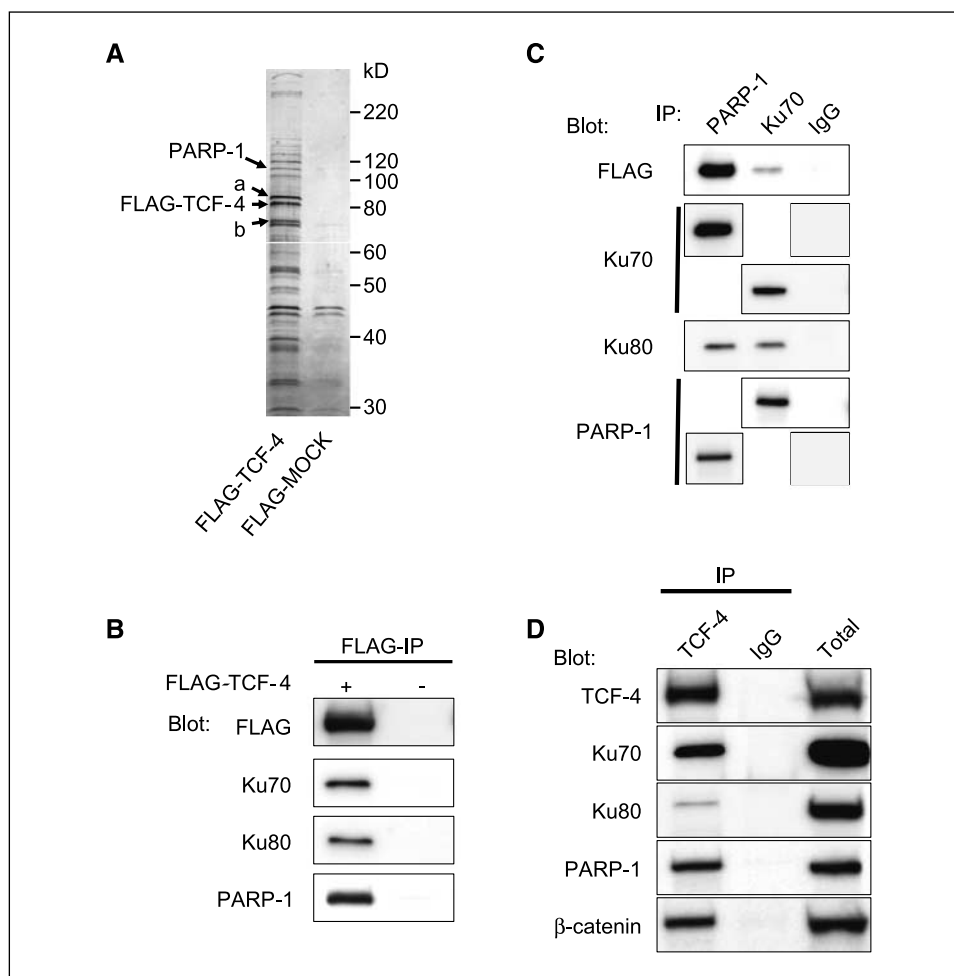 A
kD
220
PARP-1
120
100
a
FLAG-TCF-4
80
b
60
50
40
30
FLAG-TCF-4
FLAG-MOCK
B
FLAG-IP
FLAG-TCF-4 + -
Blot: FLAG
Ku70
Ku80
PARP-1
C
IP: PARP-1 Ku70 IgG
Blot:
FLAG
Ku70
Ku80
PARP-1
D
IP
TCF-4 IgG Total
Blot:
TCF-4
Ku70
Ku80
PARP-1
β-catenin